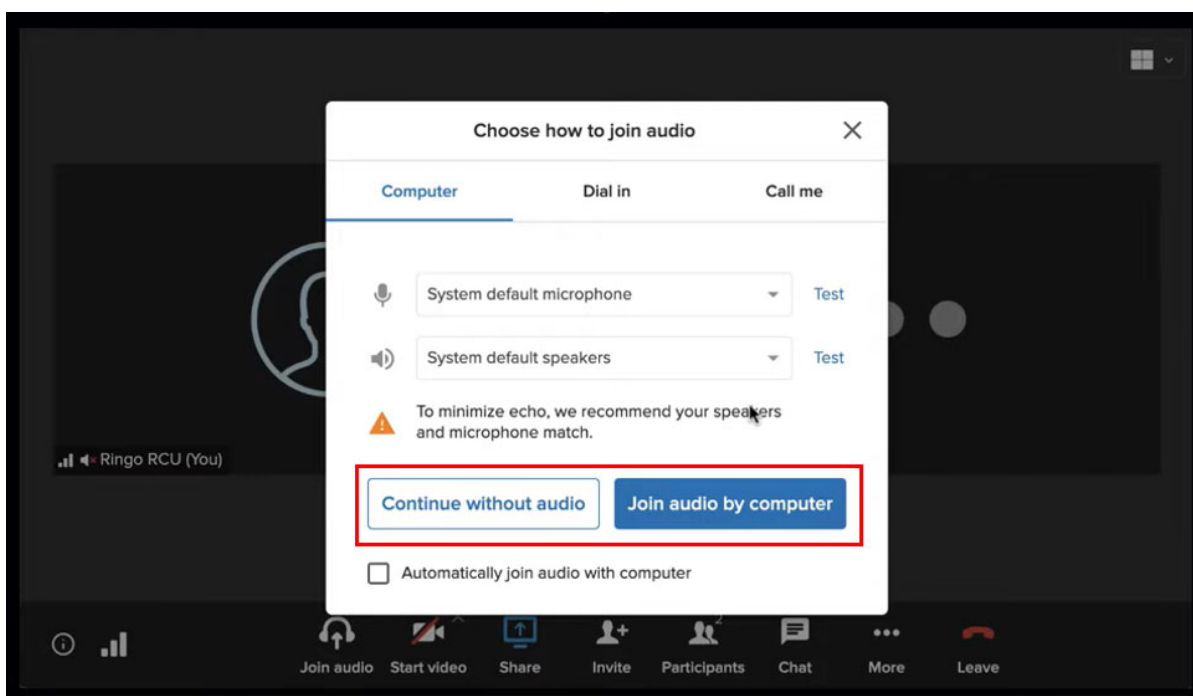 Choose how to join audio
Computer Dial in Call me
System default microphone Test
System default speakers Test
To minimize echo, we recommend your speakers
and microphone match.
Ringo RCU (You)
Continue without audio Join audio by computer
Automatically join audio with computer
2
Join audio Start video Share Invite Participants Chat More Leave